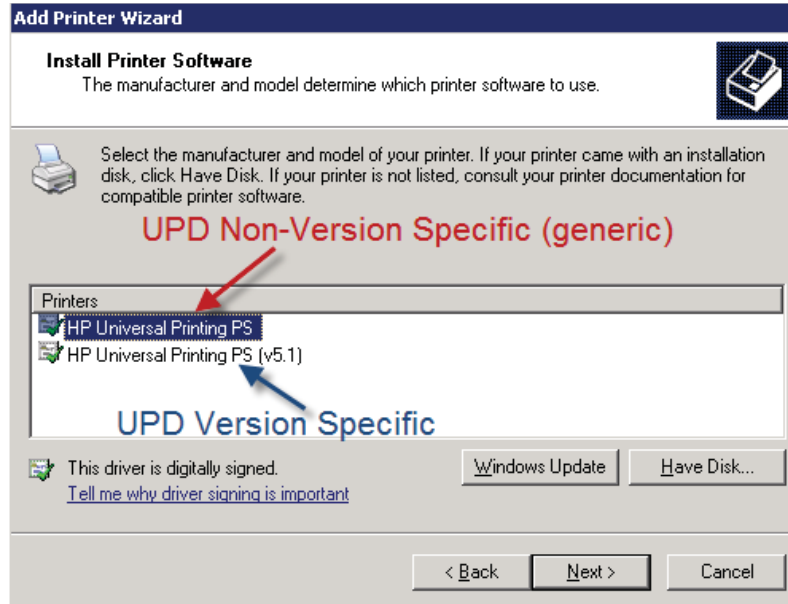 Add Printer Wizard
Install Printer Software
The manufacturer and model determine which printer software to use.
Select the manufacturer and model of your printer. If your printer came with an installation
disk, click Have Disk. If your printer is not listed, consult your printer documentation for
compatible printer software.
UPD Non-Version Specific (generic)
Printers
HP Universal Printing PS
HP Universal Printing PS (v5.1)
UPD Version Specific
This driver is digitally signed.
Windows Update
Have Disk...
Tell me why driver signing is important
< Back
Next >
Cancel